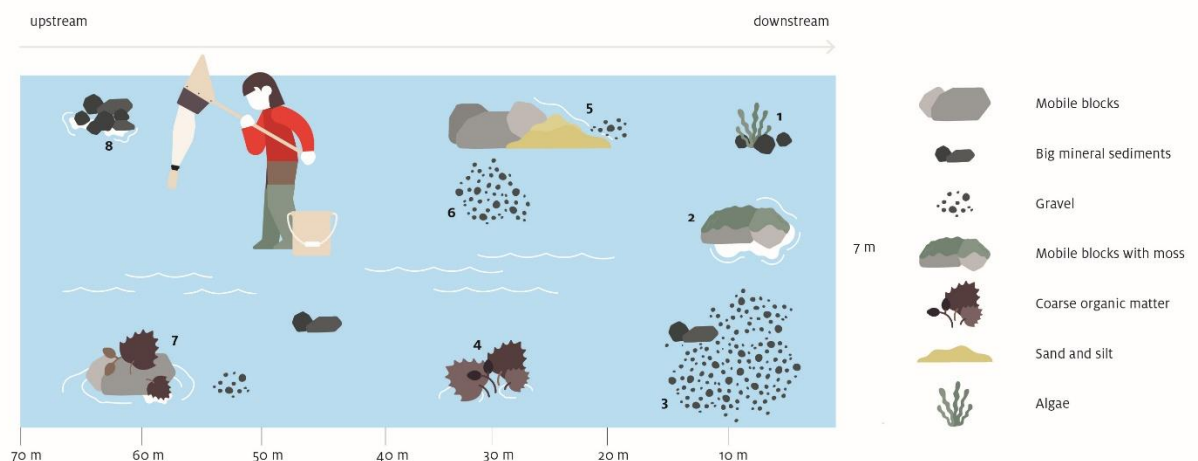 upstream
downstream
8
5
1
6
2
7
4
3
7 m
70 m
60 m
50 m
40 m
30 m
20 m
10 m
Mobile blocks
Big mineral sediments
Gravel
Mobile blocks with moss
Coarse organic matter
Sand and silt
Algae